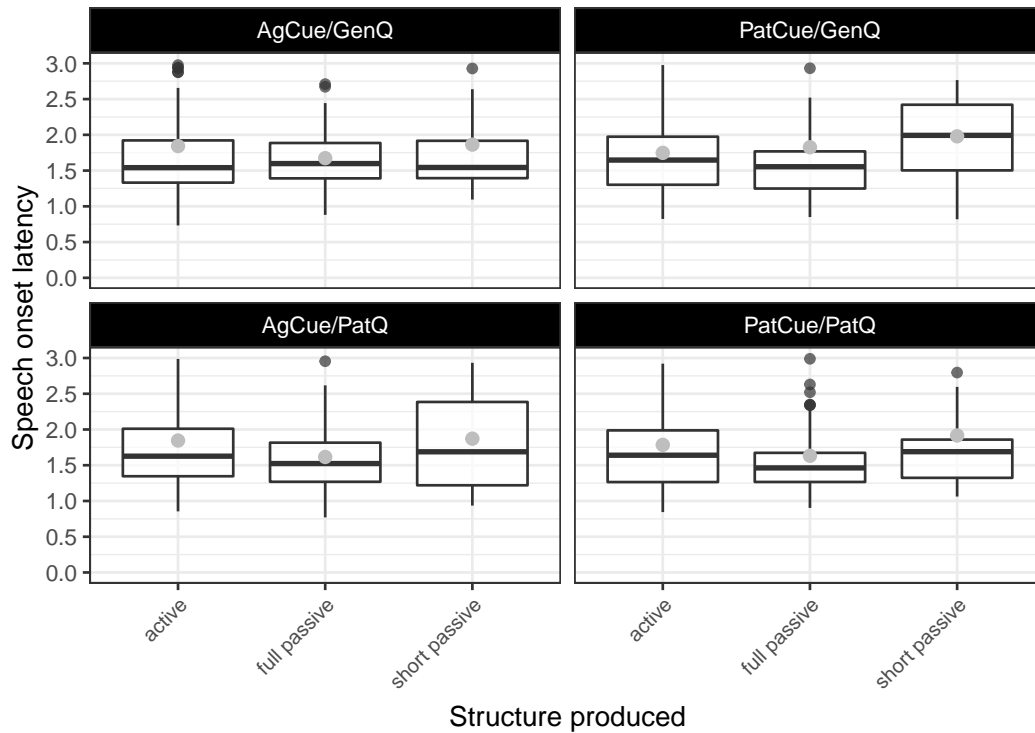 AgCue/GenQ
PatCue/GenQ
3.0
2.5
2.0
1.5
1.0
0.5
0.0
AgCue/PatQ
PatCue/PatQ
3.0
2.5
2.0
1.5
1.0
0.5
0.0
Speech onset latency
active
full passive
short passive
active
full passive
short passive
Structure produced